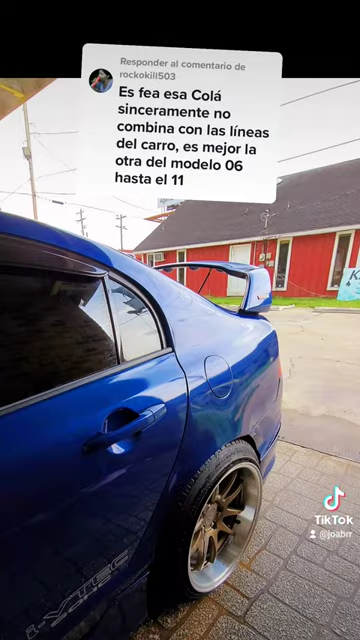 Responder al comentario de
rockokill503
Es fea esa Colá
sinceramente no
combina con las líneas
del carro, es mejor la
otra del modelo 06
hasta el 11
TikTok
@joabrr
i-VTEC